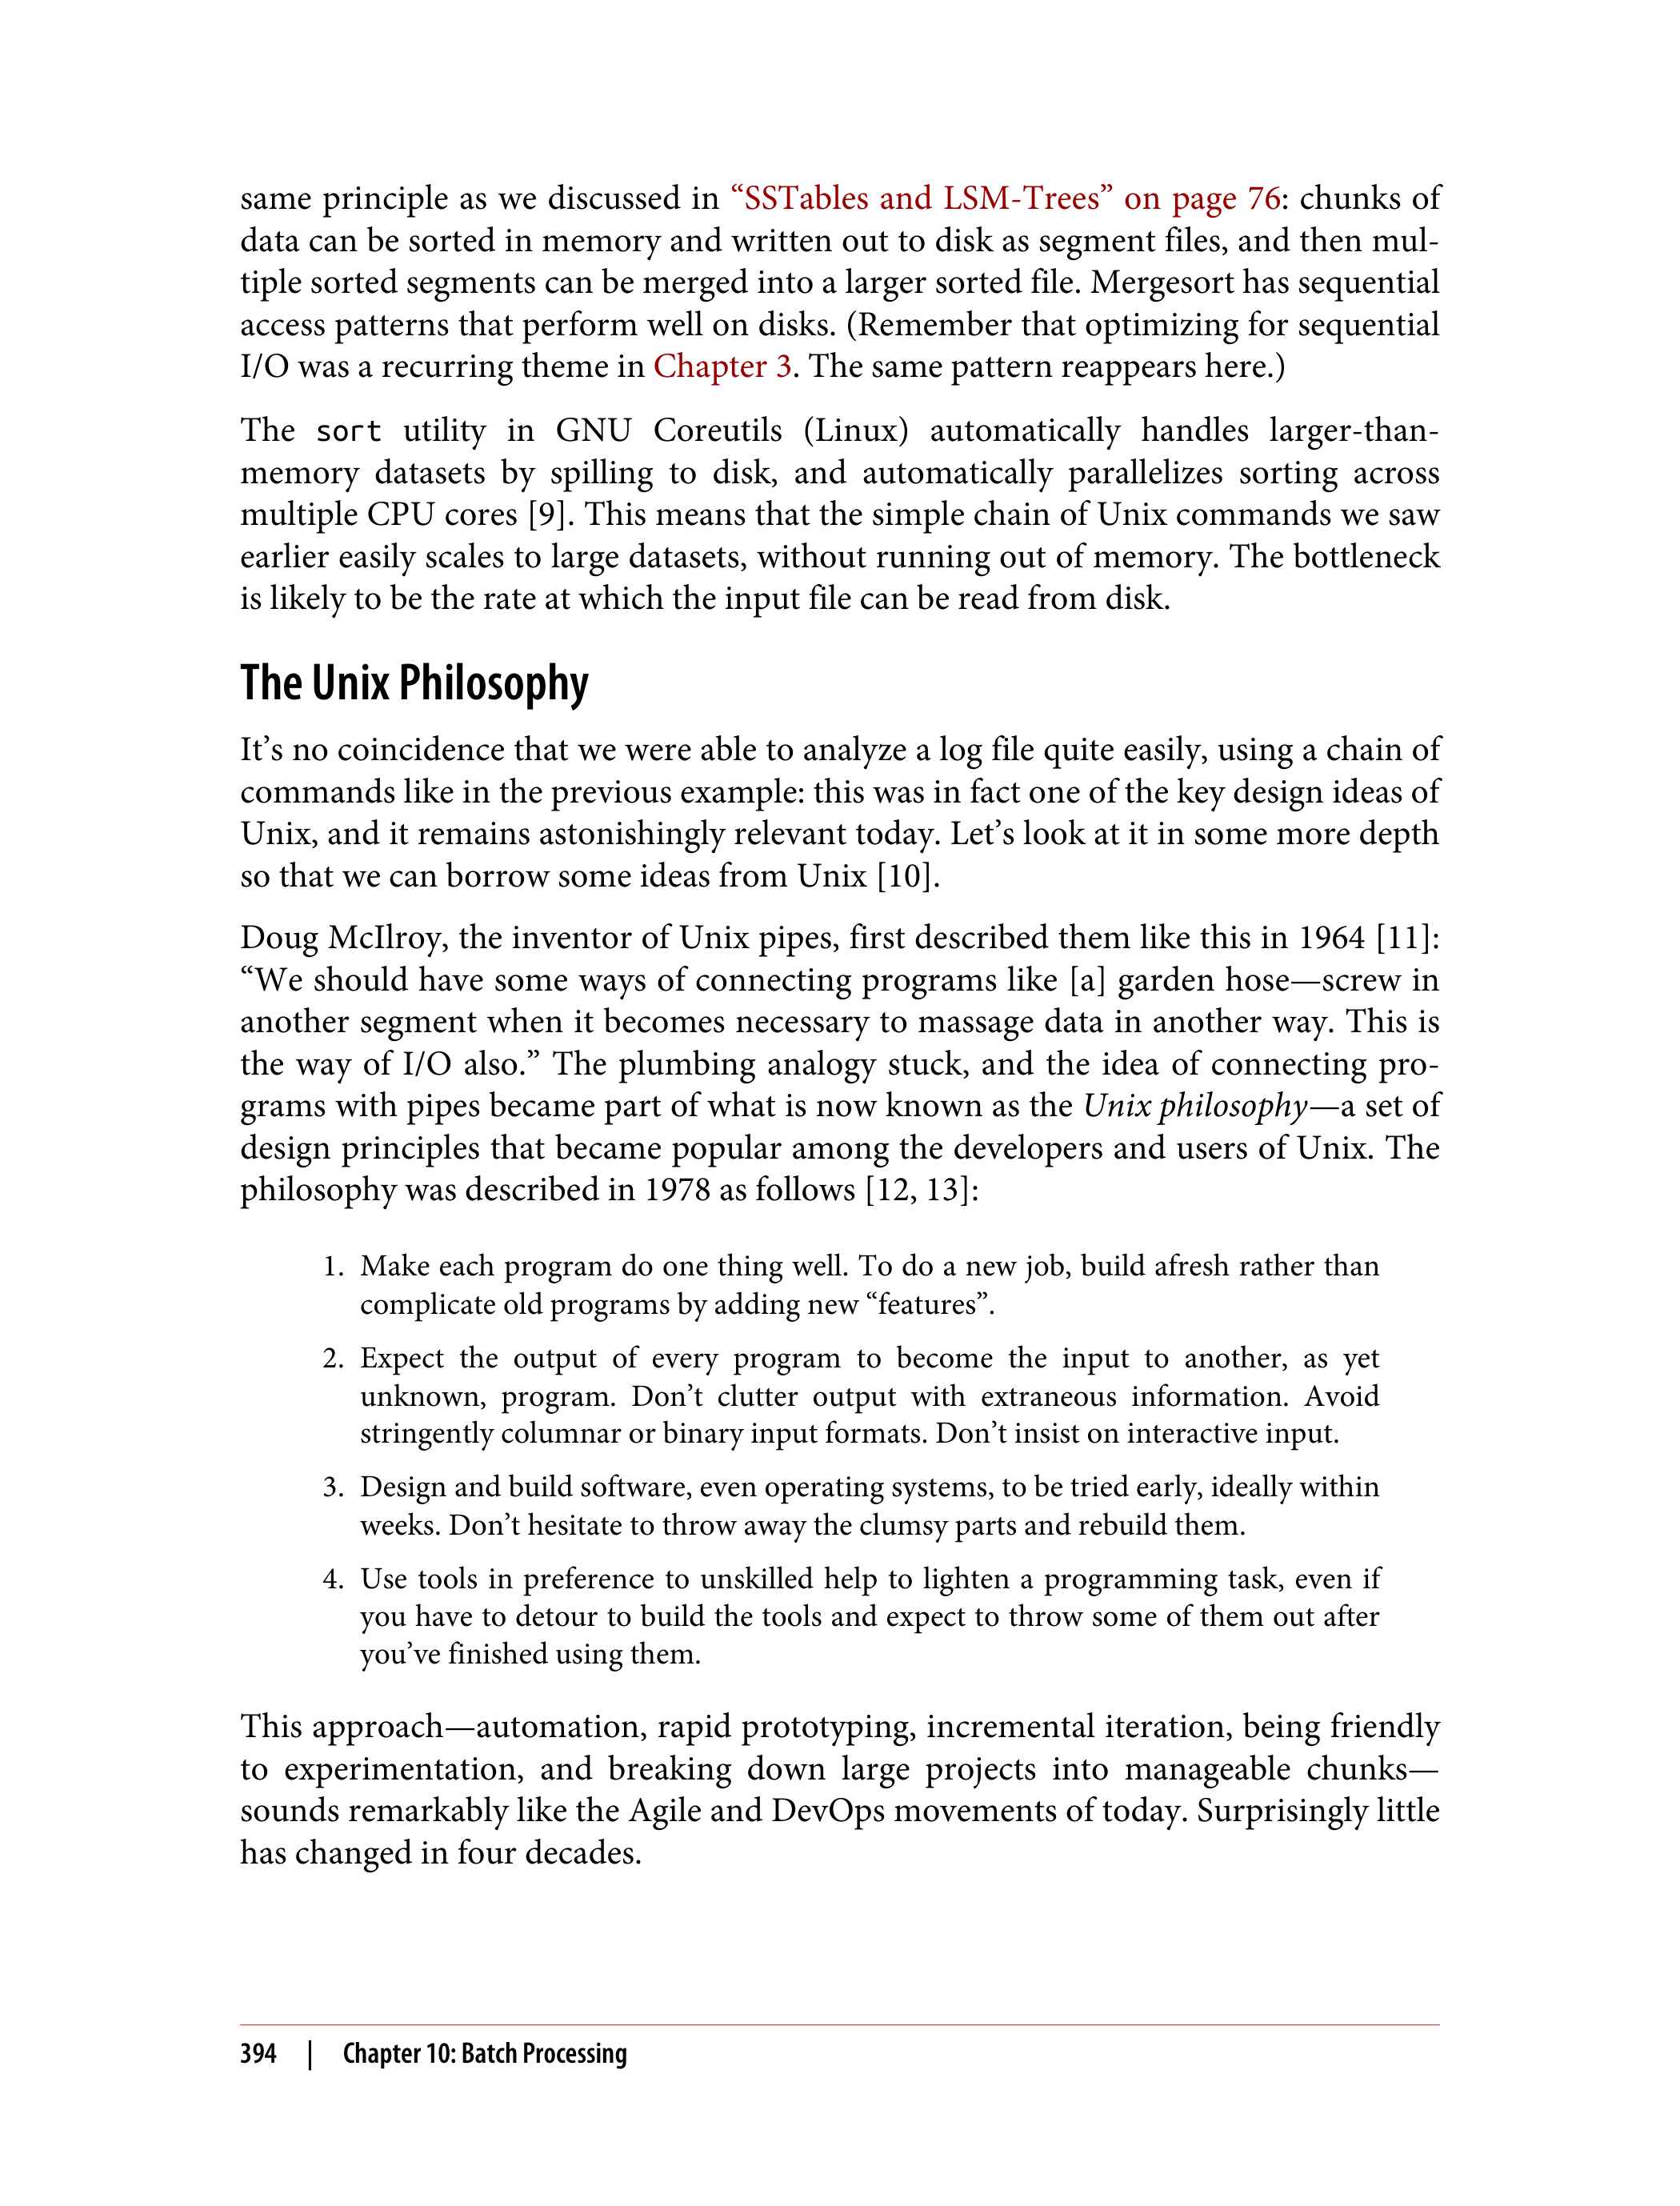 same principle as we discussed in “SSTables and LSM-Trees” on page 76: chunks of
data can be sorted in memory and written out to disk as segment files, and then mul-
tiple sorted segments can be merged into a larger sorted file. Mergesort has sequential
access patterns that perform well on disks. (Remember that optimizing for sequential
I/O was a recurring theme in Chapter 3. The same pattern reappears here.)
The sort utility in GNU Coreutils (Linux) automatically handles larger-than-
memory datasets by spilling to disk, and automatically parallelizes sorting across
multiple CPU cores [9]. This means that the simple chain of Unix commands we saw
earlier easily scales to large datasets, without running out of memory. The bottleneck
is likely to be the rate at which the input file can be read from disk.
The Unix Philosophy
It’s no coincidence that we were able to analyze a log file quite easily, using a chain of
commands like in the previous example: this was in fact one of the key design ideas of
Unix, and it remains astonishingly relevant today. Let’s look at it in some more depth
so that we can borrow some ideas from Unix [10].
Doug McIlroy, the inventor of Unix pipes, first described them like this in 1964 [11]:
“We should have some ways of connecting programs like [a] garden hose—screw in
another segment when it becomes necessary to massage data in another way. This is
the way of I/O also.” The plumbing analogy stuck, and the idea of connecting pro-
grams with pipes became part of what is now known as the Unix philosophy—a set of
design principles that became popular among the developers and users of Unix. The
philosophy was described in 1978 as follows [12, 13]:
1. Make each program do one thing well. To do a new job, build afresh rather than
complicate old programs by adding new “features”.
2. Expect the output of every program to become the input to another, as yet
unknown, program. Don’t clutter output with extraneous information. Avoid
stringently columnar or binary input formats. Don’t insist on interactive input.
3. Design and build software, even operating systems, to be tried early, ideally within
weeks. Don’t hesitate to throw away the clumsy parts and rebuild them.
4. Use tools in preference to unskilled help to lighten a programming task, even if
you have to detour to build the tools and expect to throw some of them out after
you’ve finished using them.
This approach—automation, rapid prototyping, incremental iteration, being friendly
to experimentation, and breaking down large projects into manageable chunks—
sounds remarkably like the Agile and DevOps movements of today. Surprisingly little
has changed in four decades.
394 | Chapter 10: Batch Processing